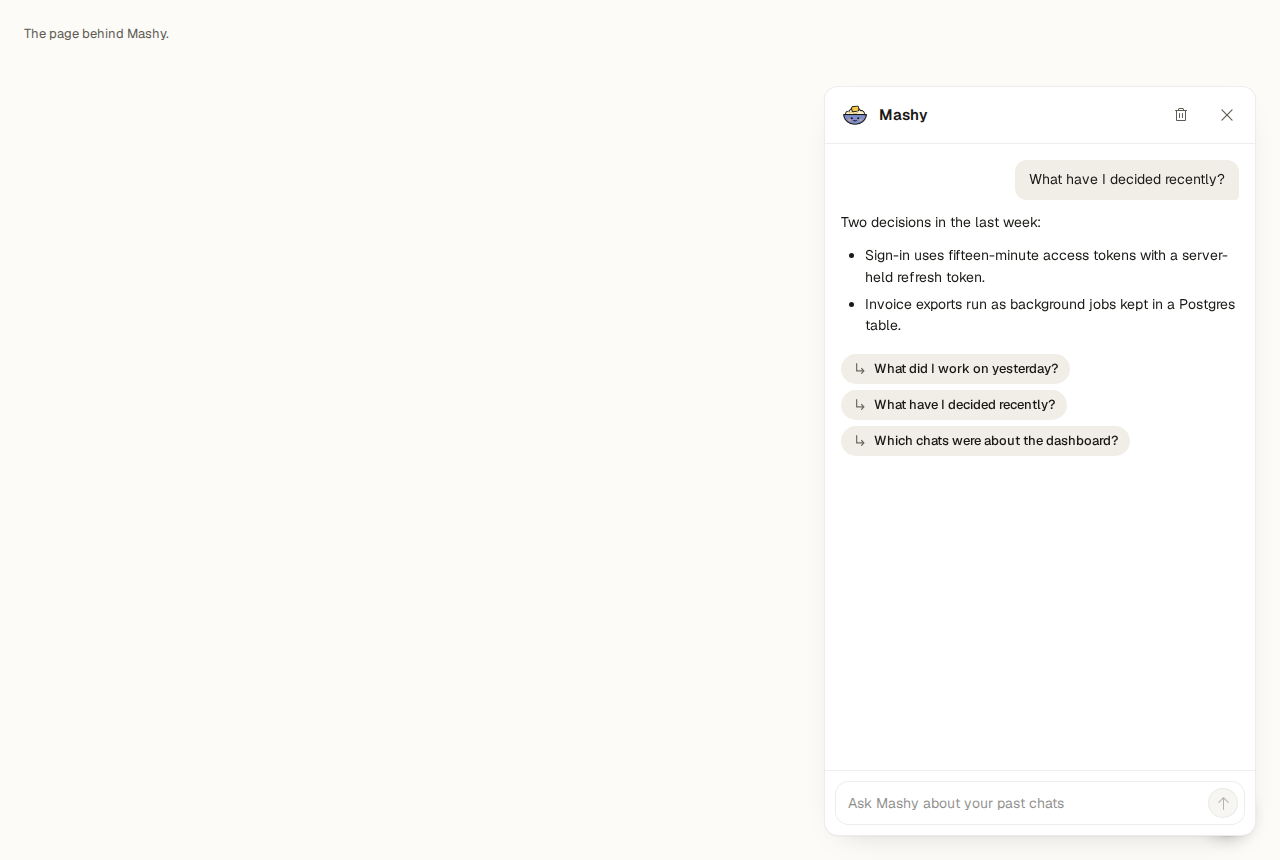 The page behind Mashy.
Mashy
What have I decided recently?
Two decisions in the last week:
Sign-in uses fifteen-minute access tokens with a server-
held refresh token.
Invoice exports run as background jobs kept in a Postgres
table.
What did I work on yesterday?
What have I decided recently?
Which chats were about the dashboard?
Ask Mashy about your past chats